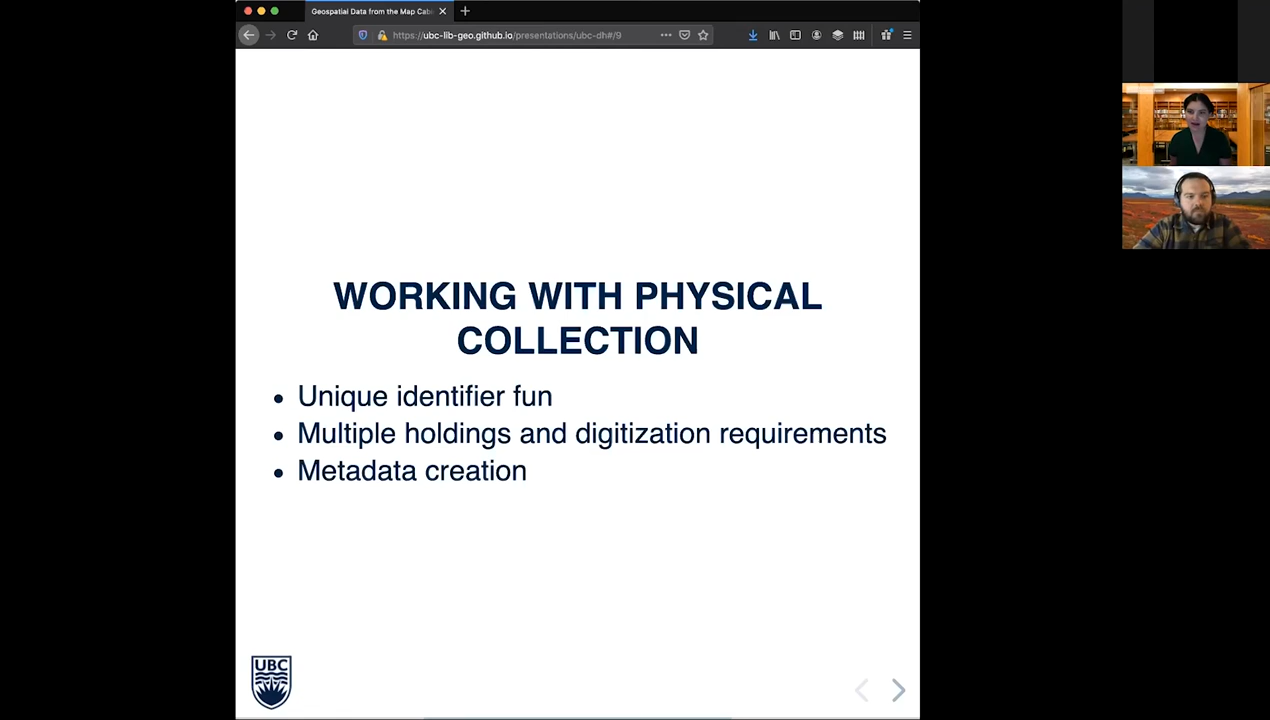 Geospatial Data from the Map Cabi
https://ubc-lib-geo.github.io/presentations/ubc-dh#/9
WORKING WITH PHYSICAL
COLLECTION
Unique identifier fun
Multiple holdings and digitization requirements
Metadata creation
UBC